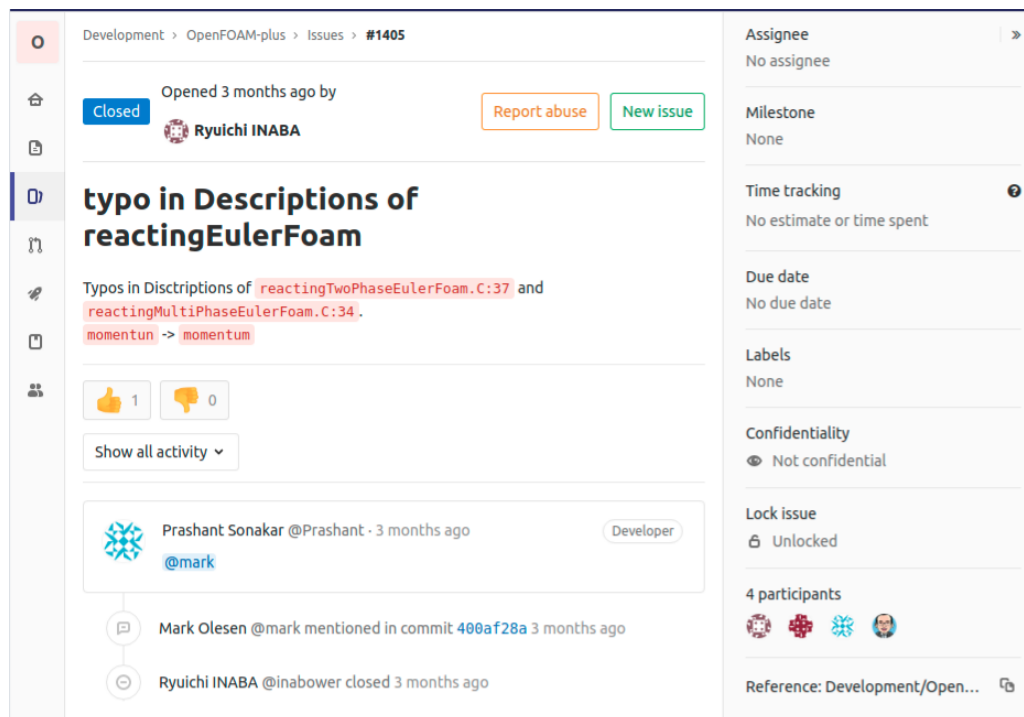 O
Development > OpenFOAM-plus > Issues > #1405
Closed
Opened 3 months ago by
Ryuichi INABA
Report abuse
New issue
typo in Descriptions of
reactingEulerFoam
Typos in Disctriptions of reactingTwoPhaseEulerFoam.C:37 and
reactingMultiPhaseEulerFoam.C:34.
momentun -> momentum
1
0
Show all activity
Prashant Sonakar @Prashant · 3 months ago
Developer
@mark
Mark Olesen @mark mentioned in commit 400af28a 3 months ago
Ryuichi INABA @inabower closed 3 months ago
Assignee
No assignee
Milestone
None
Time tracking
No estimate or time spent
Due date
No due date
Labels
None
Confidentiality
Not confidential
Lock issue
Unlocked
4 participants
Reference: Development/Open...